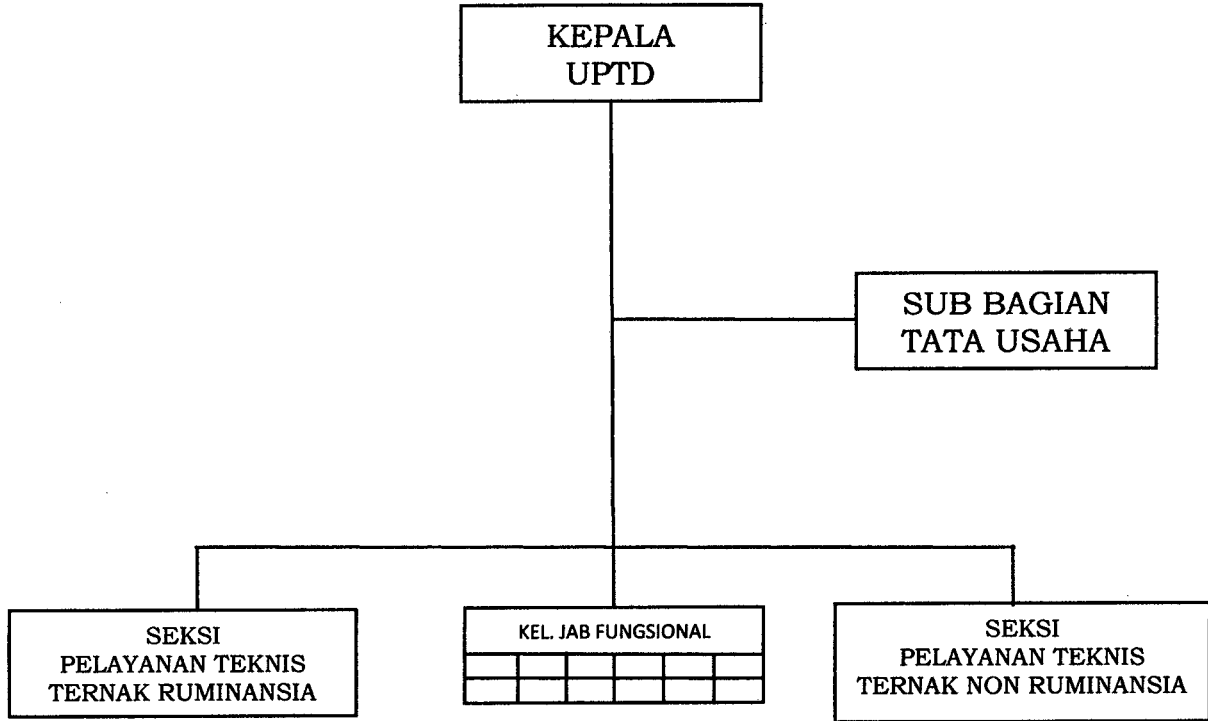 KEPALA
UPTD
SUB BAGIAN
TATA USAHA
SEKSI
PELAYANAN TEKNIS
TERNAK RUMINANSIA
KEL. JAB FUNGSIONAL
SEKSI
PELAYANAN TEKNIS
TERNAK NON RUMINANSIA